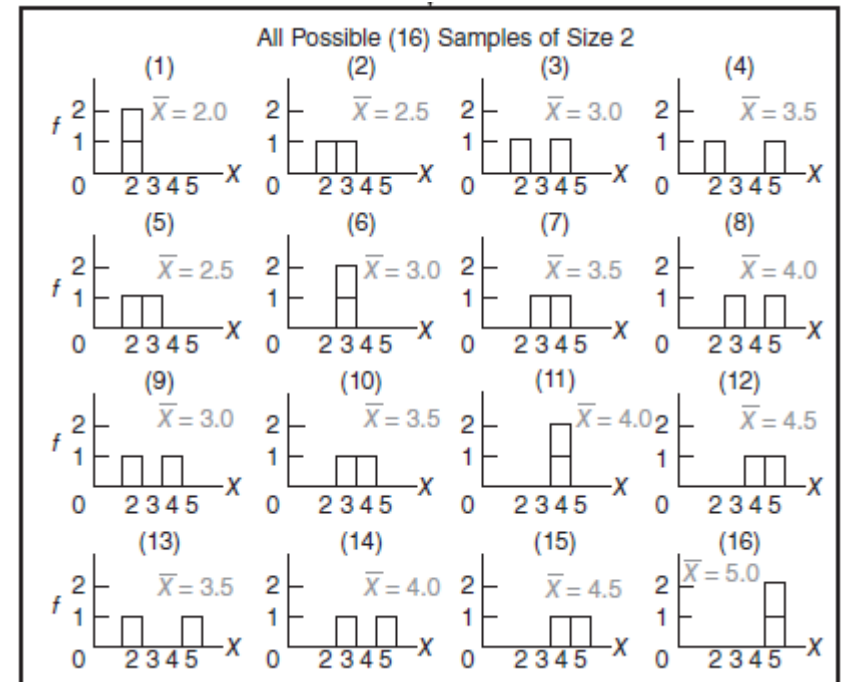 All Possible (16) Samples of Size 2
(1) (2) (3) (4)
2 X̅ = 2.0 2 X̅ = 2.5 2 X̅ = 3.0 2 X̅ = 3.5
f 1 1 1 1
0 2 3 4 5 X 0 2 3 4 5 X 0 2 3 4 5 X 0 2 3 4 5 X
(5) (6) (7) (8)
2 X̅ = 2.5 2 X̅ = 3.0 2 X̅ = 3.5 2 X̅ = 4.0
f 1 1 1 1
0 2 3 4 5 X 0 2 3 4 5 X 0 2 3 4 5 X 0 2 3 4 5 X
(9) (10) (11) (12)
2 X̅ = 3.0 2 X̅ = 3.5 2 X̅ = 4.0 2 X̅ = 4.5
f 1 1 1 1
0 2 3 4 5 X 0 2 3 4 5 X 0 2 3 4 5 X 0 2 3 4 5 X
(13) (14) (15) (16)
2 X̅ = 3.5 2 X̅ = 4.0 2 X̅ = 4.5 2 X̅ = 5.0
f 1 1 1 1
0 2 3 4 5 X 0 2 3 4 5 X 0 2 3 4 5 X 0 2 3 4 5 X